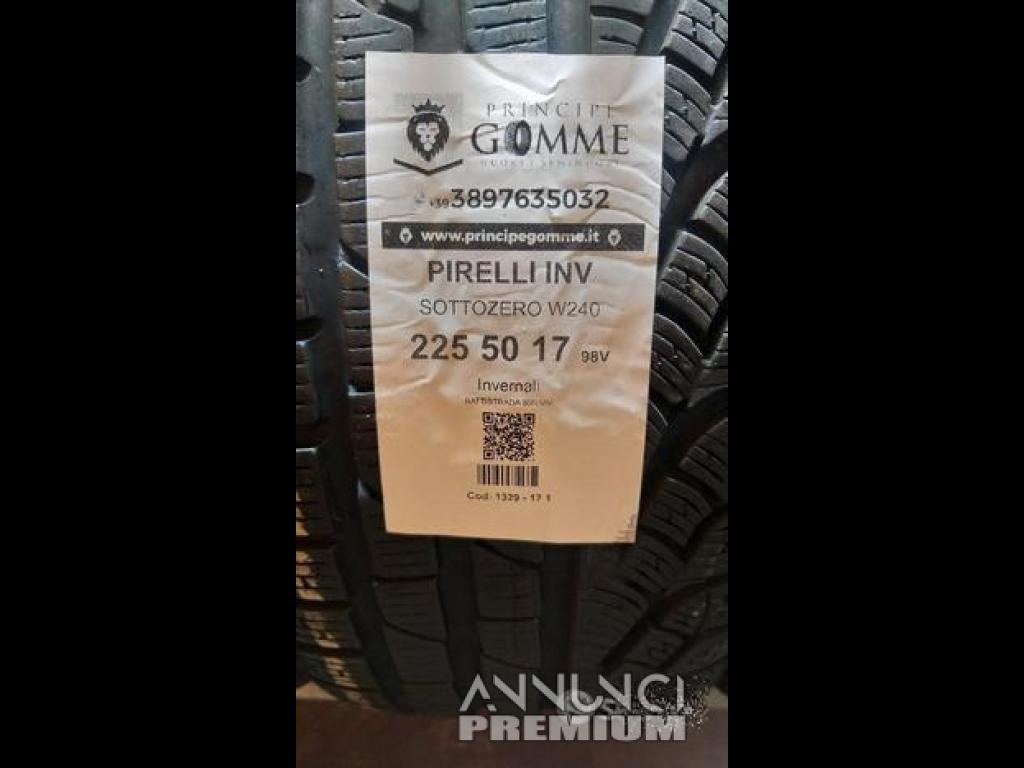 PRINCIPE
GOMME
+39 3897635032
www.principegomme.it
PIRELLI INV
SOTTOZERO W240
225 50 17 98V
Invernali
BATTISTRADA
Cod: 1329 - 17 1
ANNUNCI
PREMIUM